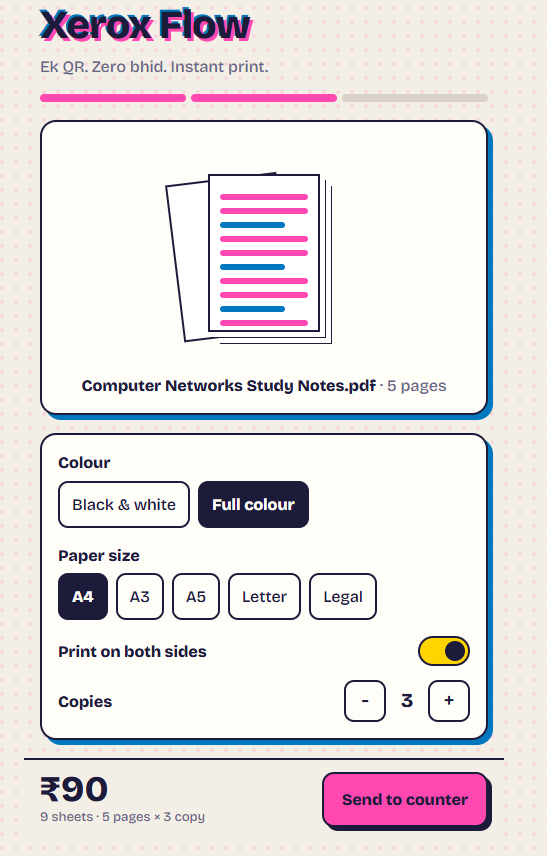 Xerox Flow
Ek QR. Zero bhid. Instant print.
Computer Networks Study Notes.pdf · 5 pages
Colour
Black & white Full colour
Paper size
A4 A3 A5 Letter Legal
Print on both sides
Copies - 3 +
₹90
9 sheets · 5 pages × 3 copy
Send to counter